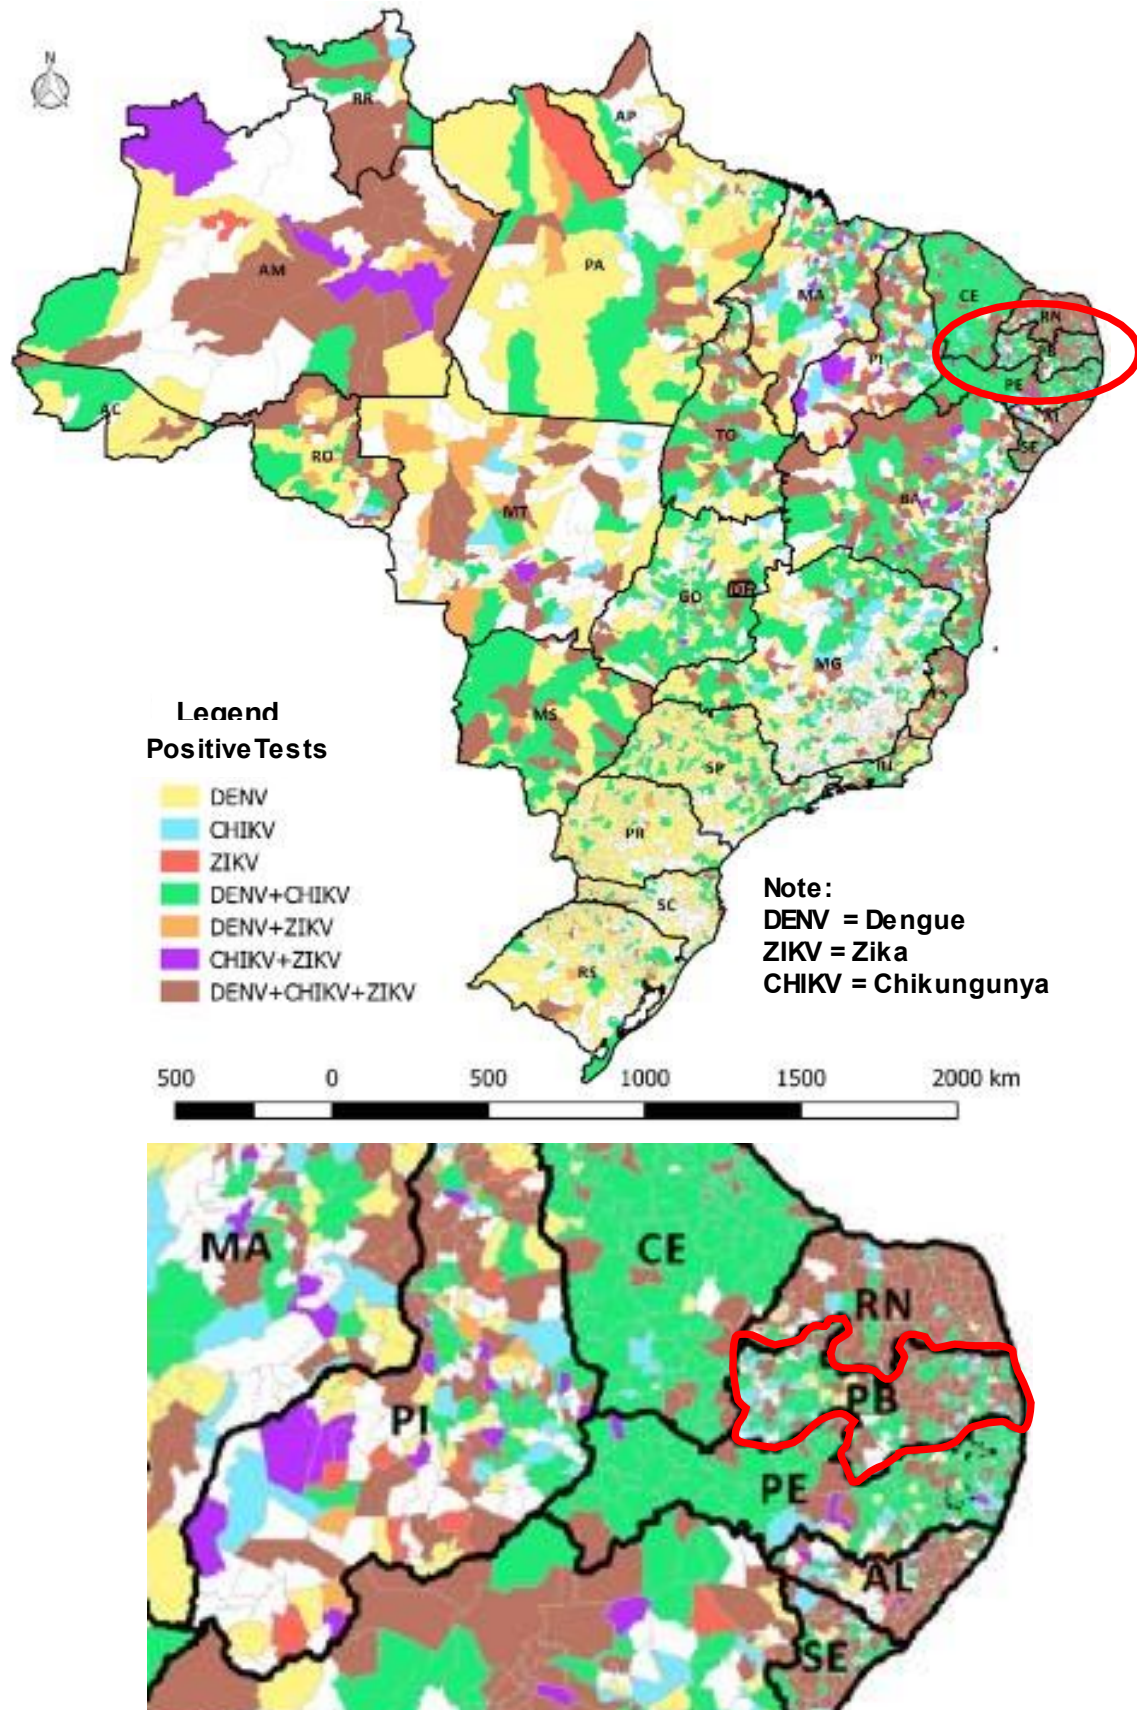 N
RR
AP
AM
PA
MA
CE
RN
PB
PI
PE
AL
AC
SE
TO
RO
BA
MT
GO
DF
MG
ES
MS
SP
RJ
PR
SC
RS
Legend
Positive Tests
DENV
CHIKV
ZIKV
DENV+CHIKV
DENV+ZIKV
CHIKV+ZIKV
DENV+CHIKV+ZIKV
Note:
DENV = Dengue
ZIKV = Zika
CHIKV = Chikungunya
500 0 500 1000 1500 2000 km
MA
CE
RN
PB
PI
PE
AL
SE